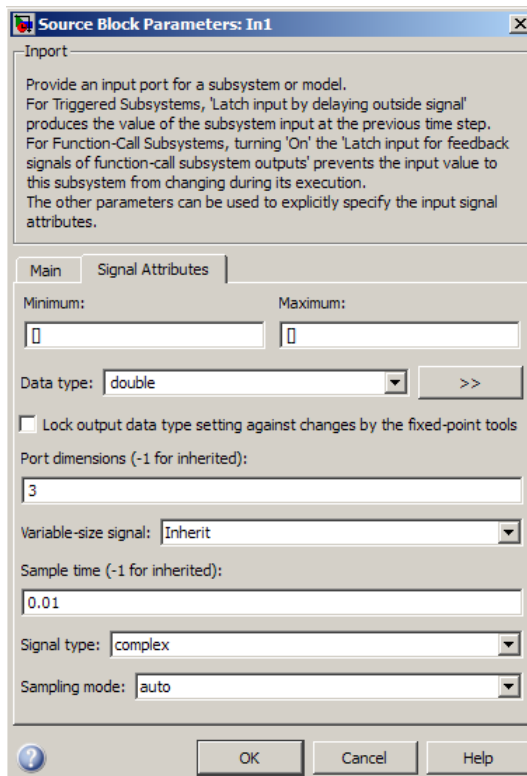 Source Block Parameters: In1
Inport
Provide an input port for a subsystem or model.
For Triggered Subsystems, 'Latch input by delaying outside signal'
produces the value of the subsystem input at the previous time step.
For Function-Call Subsystems, turning 'On' the 'Latch input for feedback
signals of function-call subsystem outputs' prevents the input value to
this subsystem from changing during its execution.
The other parameters can be used to explicitly specify the input signal
attributes.
Main Signal Attributes
Minimum: Maximum:
[] []
Data type: double >>
Lock output data type setting against changes by the fixed-point tools
Port dimensions (-1 for inherited):
3
Variable-size signal: Inherit
Sample time (-1 for inherited):
0.01
Signal type: complex
Sampling mode: auto
? OK Cancel Help